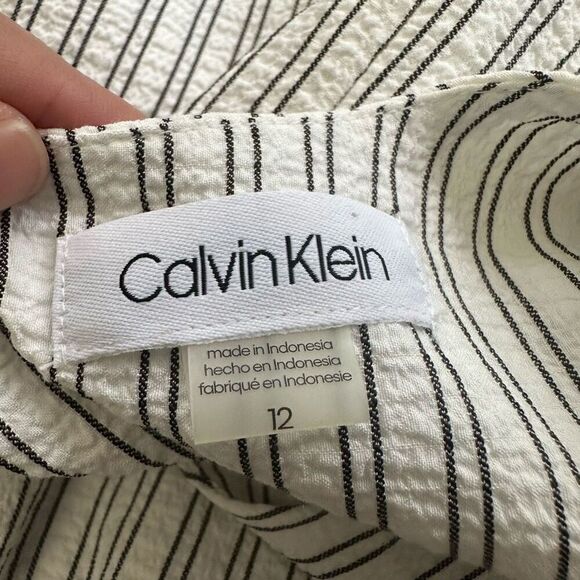 Calvin Klein
made in Indonesia
hecho en Indonesia
fabriqué en Indonesie
12